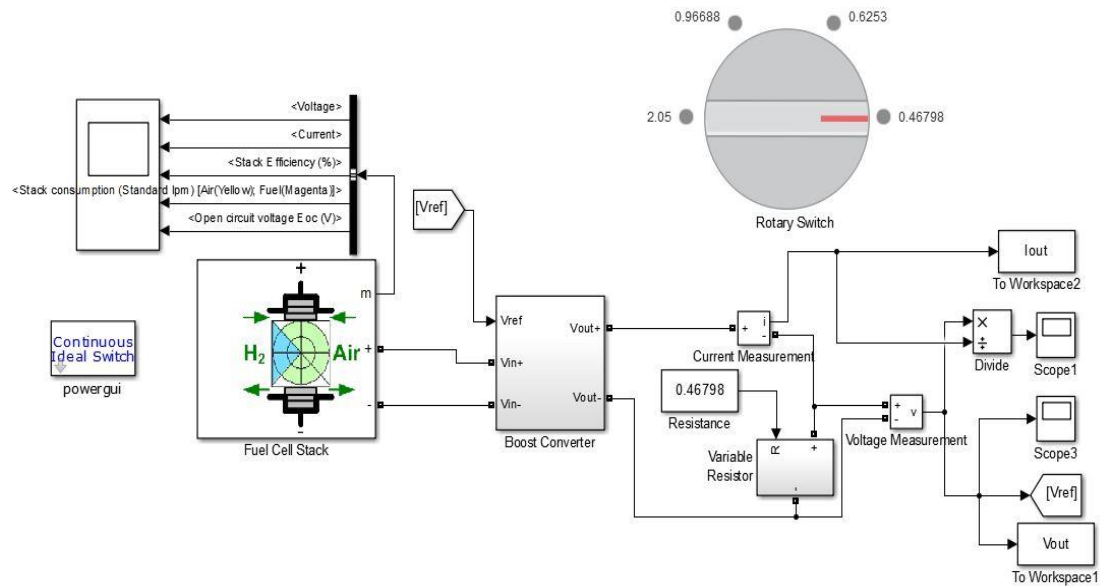 0.96688
0.6253
2.05
0.46798
Rotary Switch
<Voltage>
<Current>
<Stack Efficiency (%)>
<Stack consumption (Standard lpm) [Air(Yellow); Fuel(Magenta)]>
<Open circuit voltage Eoc (V)>
[Vref]
Continuous
Ideal Switch
powergui
+
m
H2
Air
+
-
-
Fuel Cell Stack
Vref
Vin+
Vin-
Vout+
Vout-
Boost Converter
+
i
-
Current Measurement
0.46798
Resistance
Variable
Resistor
R
+
-
+
-
v
Voltage Measurement
Iout
To Workspace2
×
÷
Divide
Scope1
Scope3
[Vref]
Vout
To Workspace1